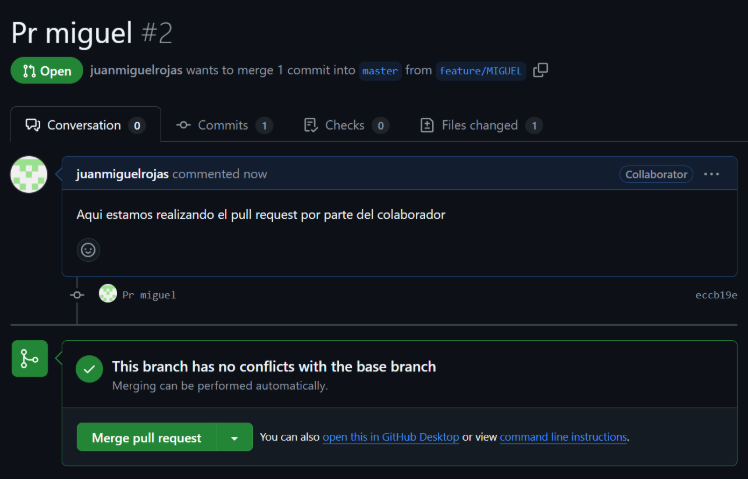 Pr miguel #2
Open juanmiguelrojas wants to merge 1 commit into master from feature/MIGUEL
Conversation 0 Commits 1 Checks 0 Files changed 1
juanmiguelrojas commented now Collaborator
Aqui estamos realizando el pull request por parte del colaborador
Pr miguel eccb19e
This branch has no conflicts with the base branch
Merging can be performed automatically.
Merge pull request You can also open this in GitHub Desktop or view command line instructions.